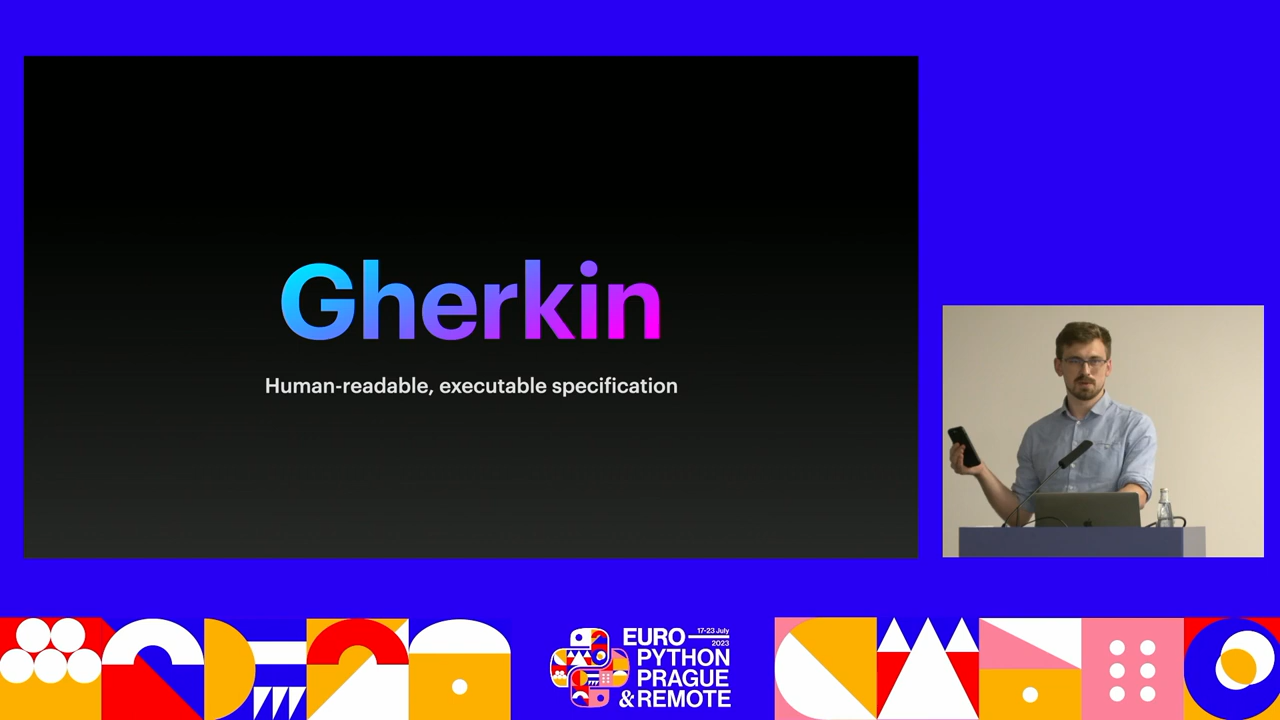 Gherkin
Human-readable, executable specification
EURO
17-23 July
2023
PYTHON
PRAGUE
& REMOTE